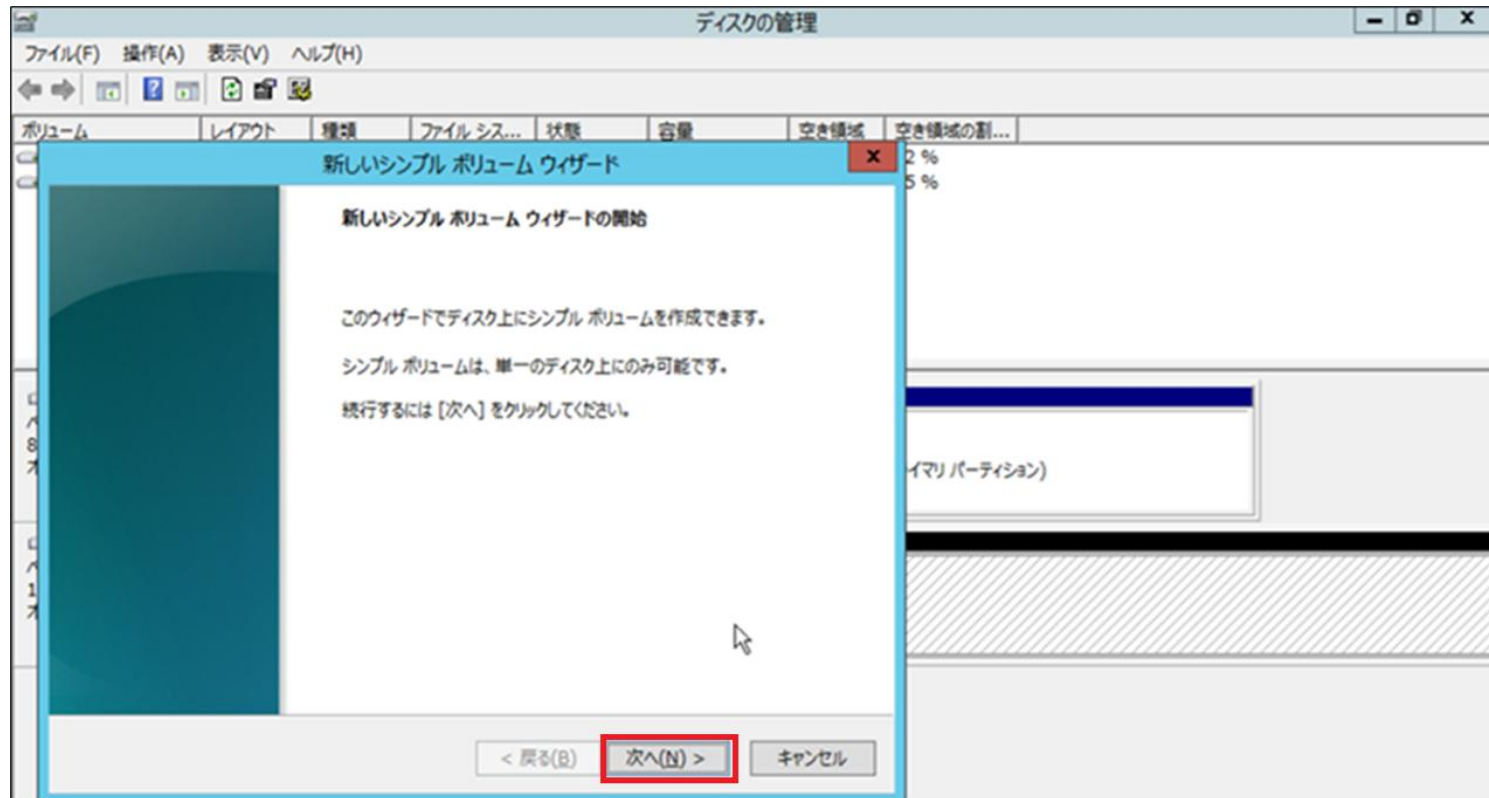 ディスクの管理
ファイル(F) 操作(A) 表示(V) ヘルプ(H)
ボリューム レイアウト 種類 ファイル シス... 状態 容量 空き領域 空き領域の割...
新しいシンプル ボリューム ウィザード
2 %
5 %
新しいシンプル ボリューム ウィザードの開始
このウィザードでディスク上にシンプル ボリュームを作成できます。
シンプル ボリュームは、単一のディスク上にのみ可能です。
続行するには [次へ] をクリックしてください。
イマリ パーティション)
< 戻る(B) 次へ(N) > キャンセル